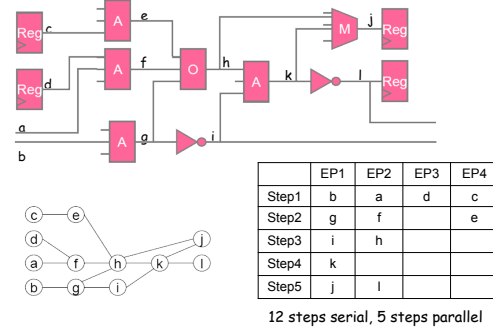 A
e
Reg
c
M
j
Reg
A
f
O
h
Reg
d
A
k
l
Reg
a
A
g
i
b
EP1 EP2 EP3 EP4
Step1 b a d c
Step2 g f e
Step3 i h
Step4 k
Step5 j l
c e
d j
a f h k l
b g i
12 steps serial, 5 steps parallel